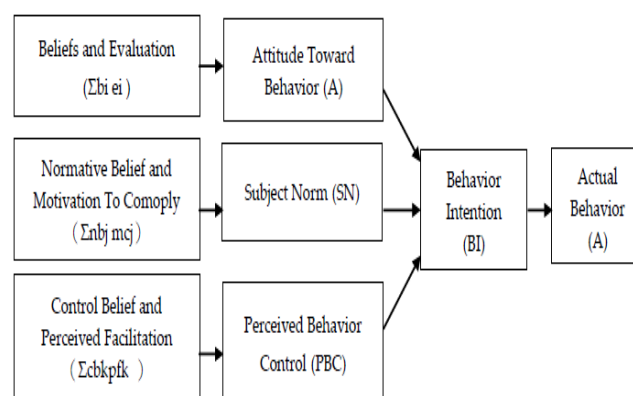 Beliefs and Evaluation
(Σbi ei )
Attitude Toward
Behavior (A)
Normative Belief and
Motivation To Comoply
( Σnbj mcj)
Subject Norm (SN)
Behavior
Intention
(BI)
Actual
Behavior
(A)
Control Belief and
Perceived Facilitation
( Σcbkpfk )
Perceived Behavior
Control (PBC)